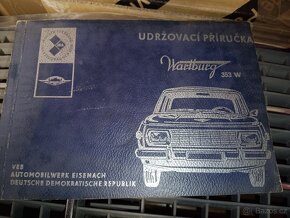 UDRŽOVACÍ PŘÍRUČKA
Wartburg
353 W
VEB
AUTOMOBILWERK EISENACH
DEUTSCHE DEMOKRATISCHE REPUBLIK